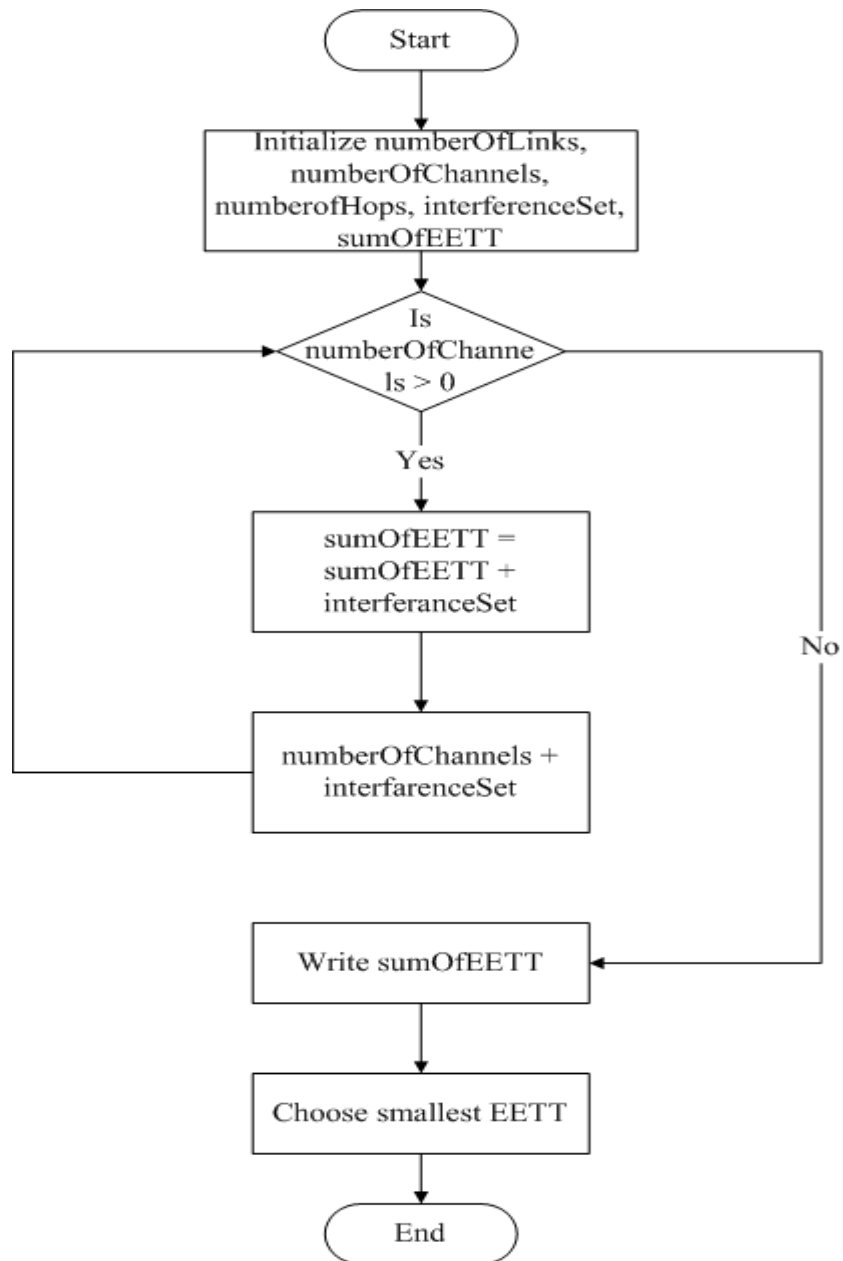 Start
Initialize numberOfLinks,
numberOfChannels,
numberofHops, interferenceSet,
sumOfEETT
Is
numberOfChanne
ls > 0
Yes
sumOfEETT =
sumOfEETT +
interferanceSet
No
numberOfChannels +
interfarenceSet
Write sumOfEETT
Choose smallest EETT
End